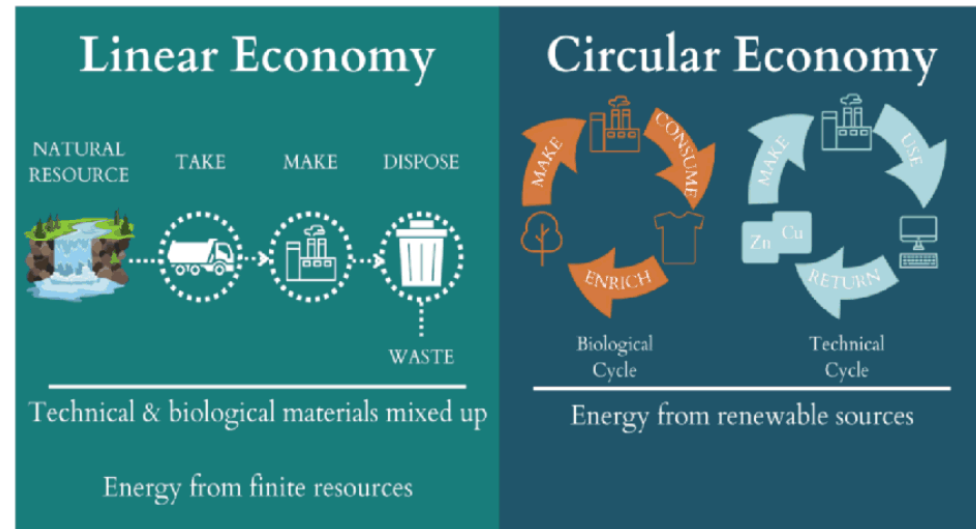 Linear Economy
NATURAL
RESOURCE
TAKE
MAKE
DISPOSE
WASTE
Technical & biological materials mixed up
Energy from finite resources
Circular Economy
MAKE
CONSUME
ENRICH
Biological
Cycle
MAKE
USE
Zn
Cu
RETURN
Technical
Cycle
Energy from renewable sources